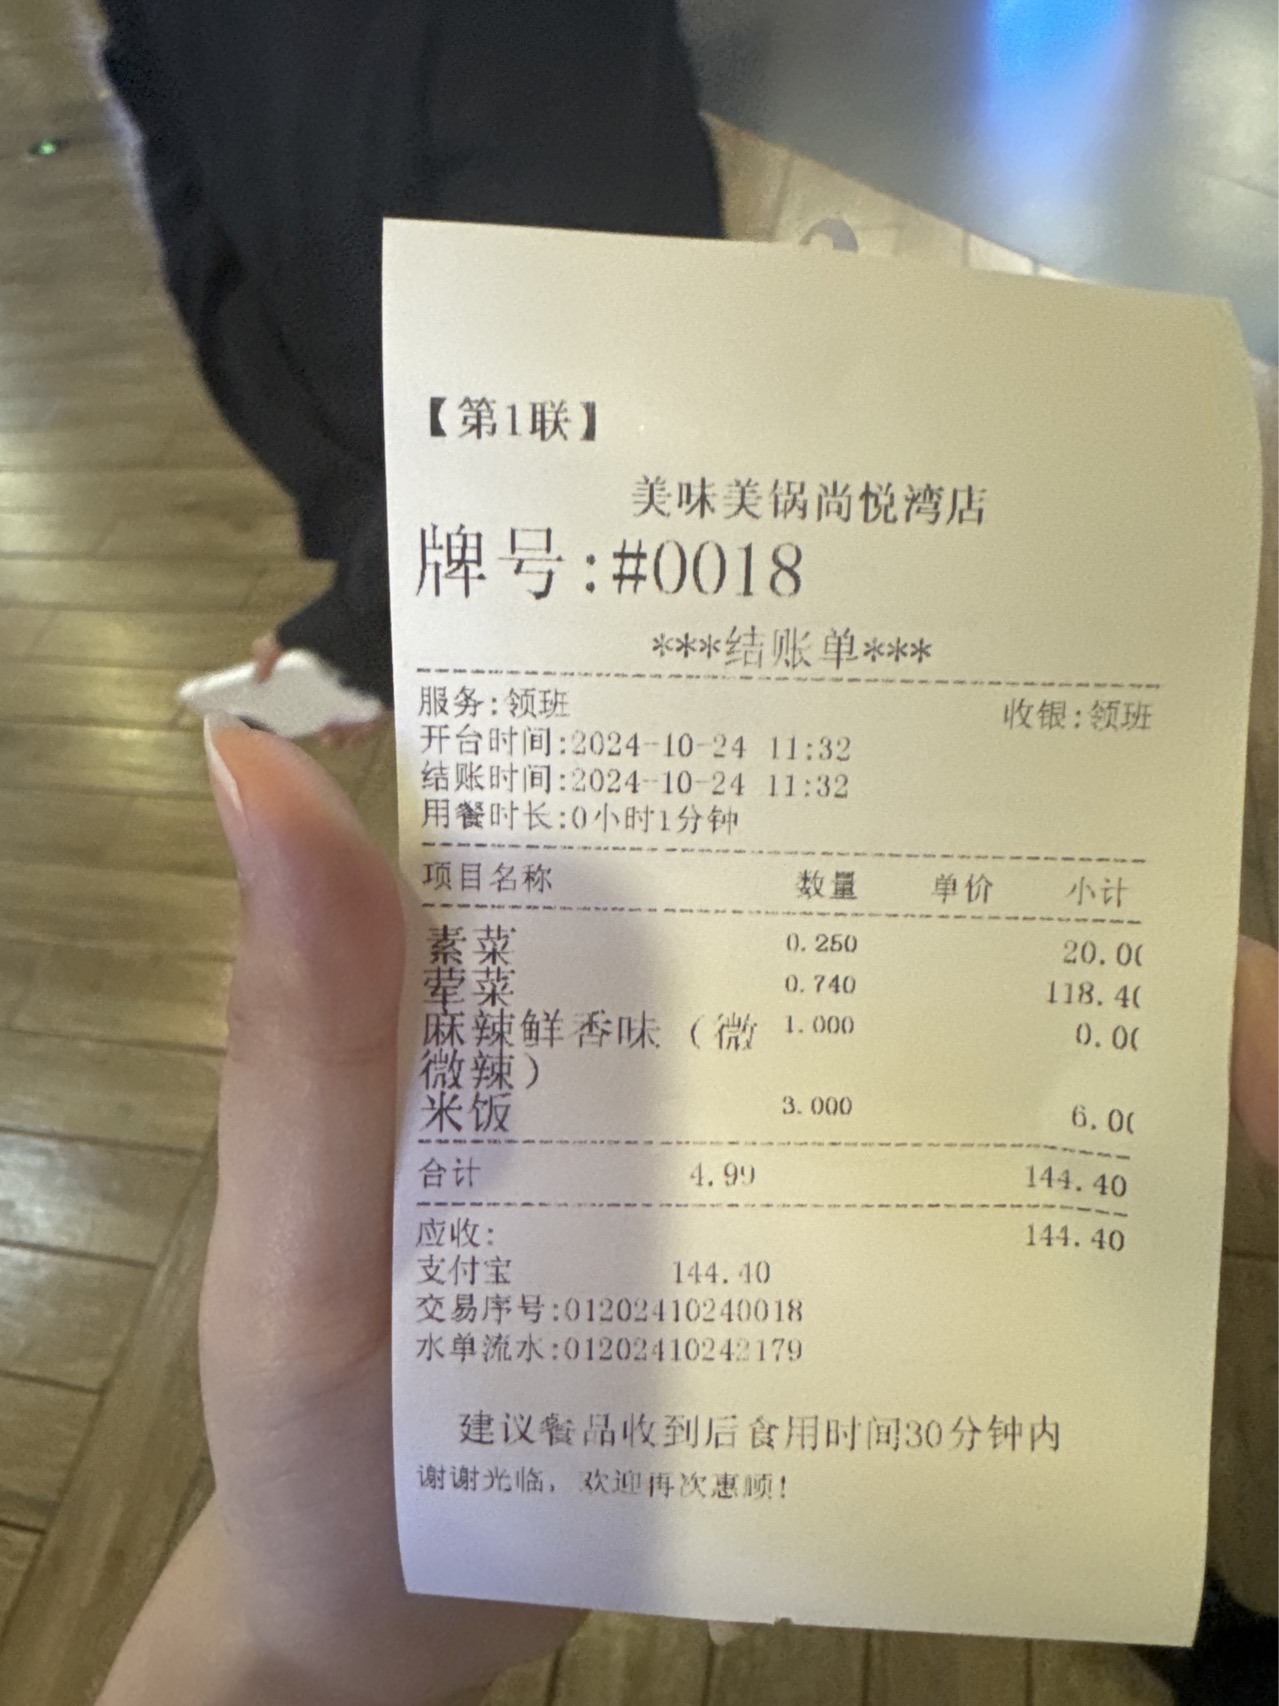 【第1联】
美味美锅尚悦湾店
牌号:#0018
***结账单***
服务:领班 收银:领班
开台时间:2024-10-24 11:32
结账时间:2024-10-24 11:32
用餐时长:0小时1分钟
项目名称 数量 单价 小计
素菜 0.250 20.0(
荤菜 0.740 118.4(
麻辣鲜香味（微 1.000 0.0(
微辣）
米饭 3.000 6.0(
合计 4.99 144.40
应收: 144.40
支付宝 144.40
交易序号:01202410240018
水单流水:01202410242179
建议餐品收到后食用时间30分钟内
谢谢光临，欢迎再次惠顾!